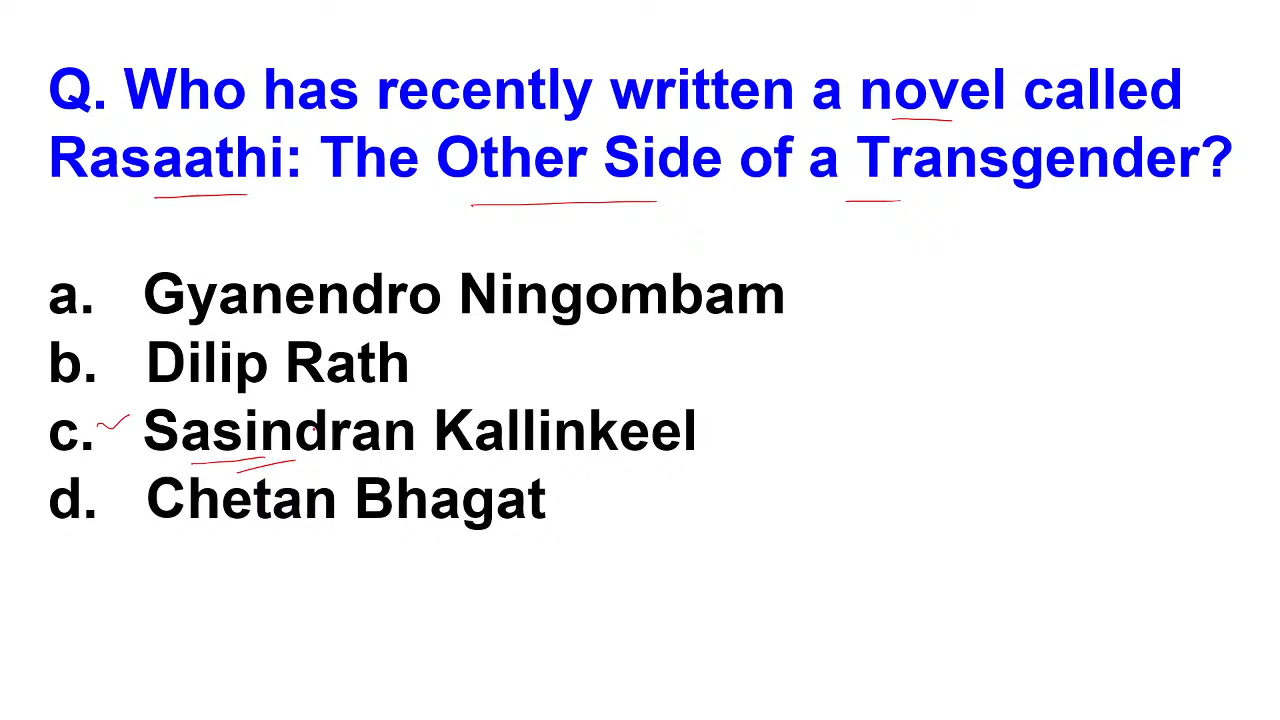 Q. Who has recently written a novel called
Rasaathi: The Other Side of a Transgender?
a. Gyanendro Ningombam
b. Dilip Rath
c. Sasindran Kallinkeel
d. Chetan Bhagat